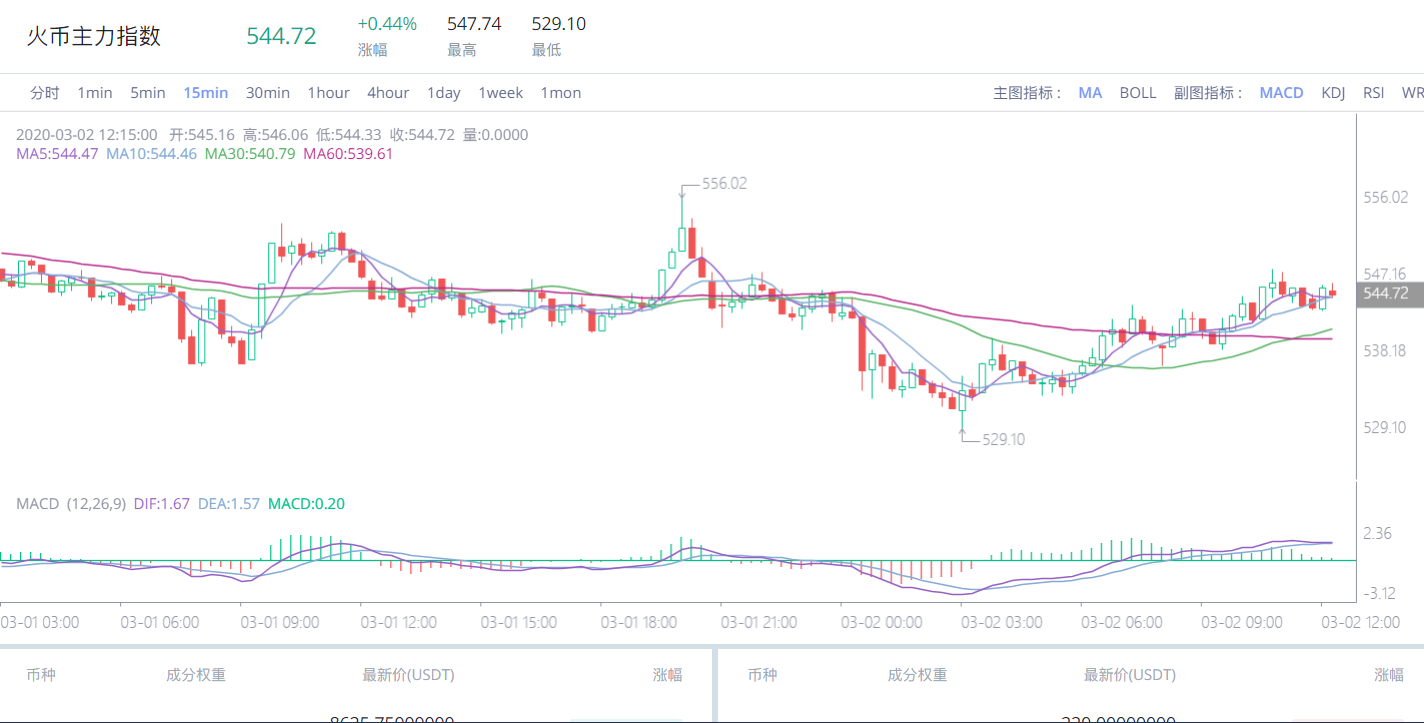 火币主力指数 544.72 +0.44% 547.74 529.10
涨幅 最高 最低
分时 1min 5min 15min 30min 1hour 4hour 1day 1week 1mon 主图指标： MA BOLL 副图指标： MACD KDJ RSI WR
2020-03-02 12:15:00 开:545.16 高:546.06 低:544.33 收:544.72 量:0.0000
MA5:544.47 MA10:544.46 MA30:540.79 MA60:539.61
556.02
556.02
547.16
544.72
538.18
529.10
529.10
MACD (12,26,9) DIF:1.67 DEA:1.57 MACD:0.20
2.36
-3.12
03-01 03:00 03-01 06:00 03-01 09:00 03-01 12:00 03-01 15:00 03-01 18:00 03-01 21:00 03-02 00:00 03-02 03:00 03-02 06:00 03-02 09:00 03-02 12:00
币种 成分权重 最新价(USDT) 涨幅 币种 成分权重 最新价(USDT) 涨幅